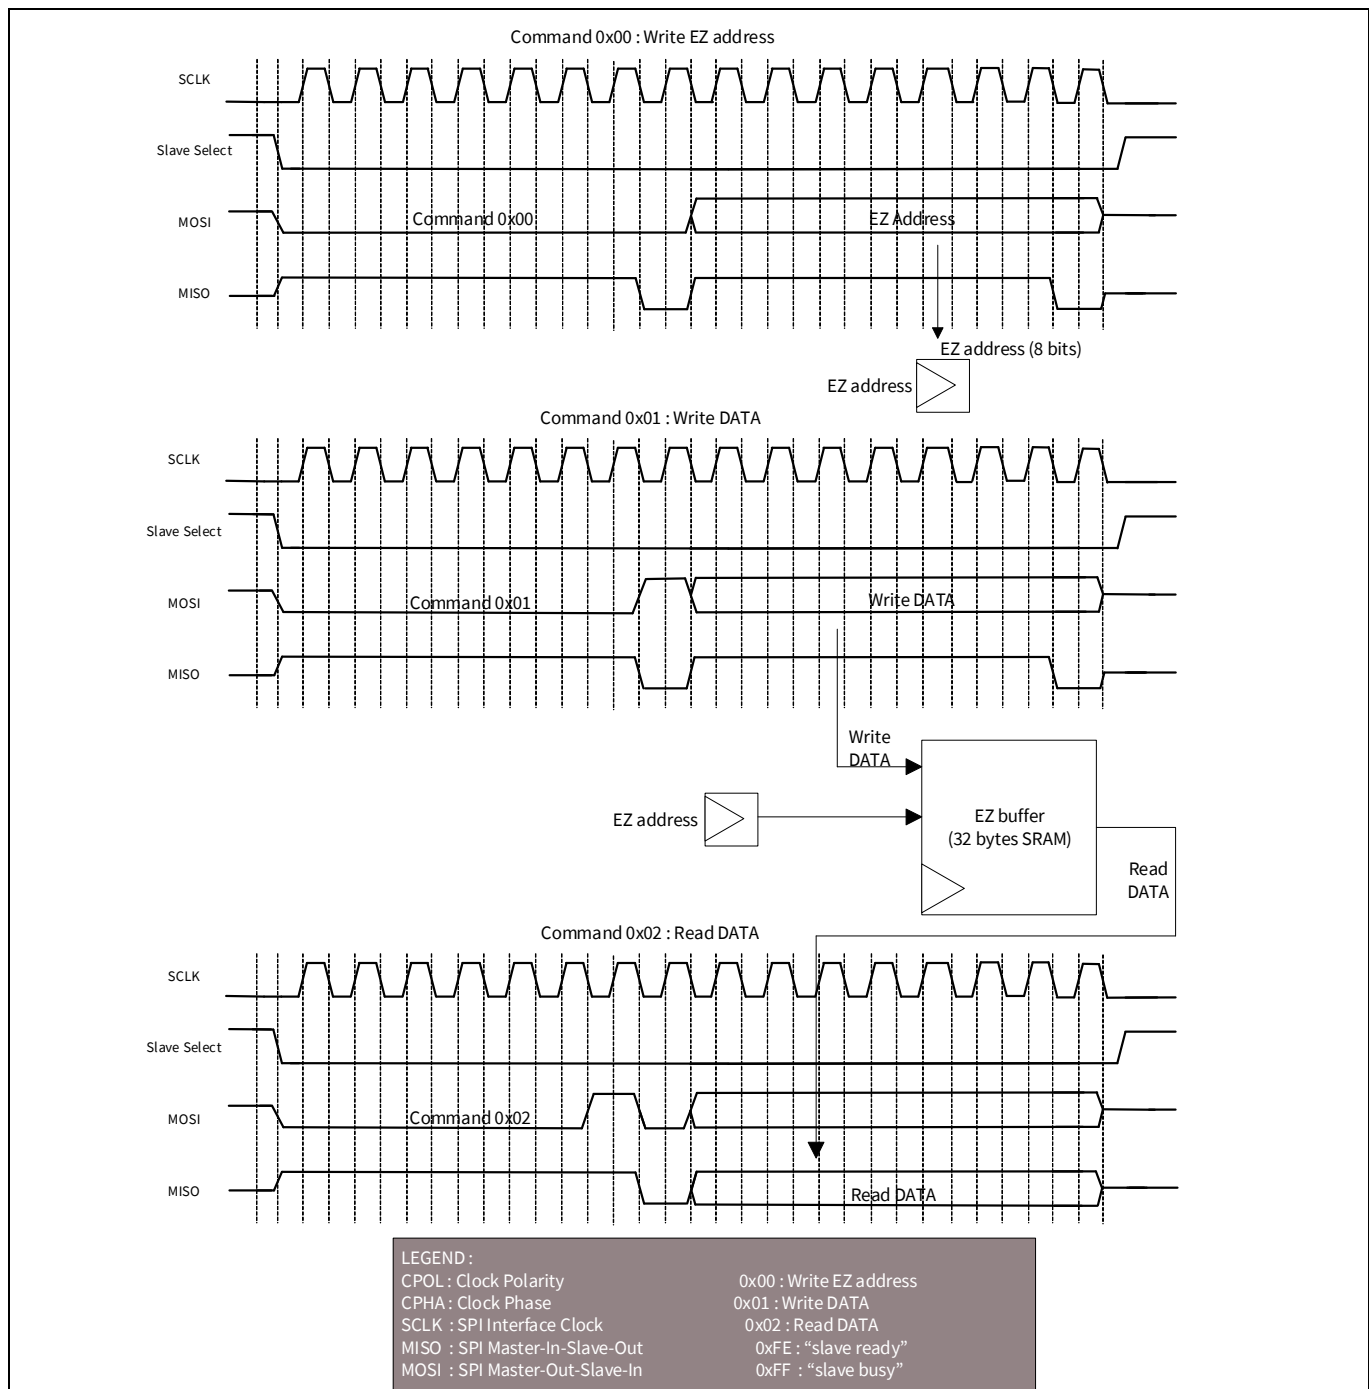 Command 0x00 : Write EZ address
SCLK
Slave Select
MOSI
Command 0x00
EZ Address
MISO
EZ address (8 bits)
EZ address
Command 0x01 : Write DATA
SCLK
Slave Select
MOSI
Command 0x01
Write DATA
MISO
Write
DATA
EZ address
EZ buffer
(32 bytes SRAM)
Read
DATA
Command 0x02 : Read DATA
SCLK
Slave Select
MOSI
Command 0x02
MISO
Read DATA
LEGEND :
CPOL : Clock Polarity 0x00 : Write EZ address
CPHA : Clock Phase 0x01 : Write DATA
SCLK : SPI Interface Clock 0x02 : Read DATA
MISO : SPI Master-In-Slave-Out 0xFE : “slave ready”
MOSI : SPI Master-Out-Slave-In 0xFF : “slave busy”